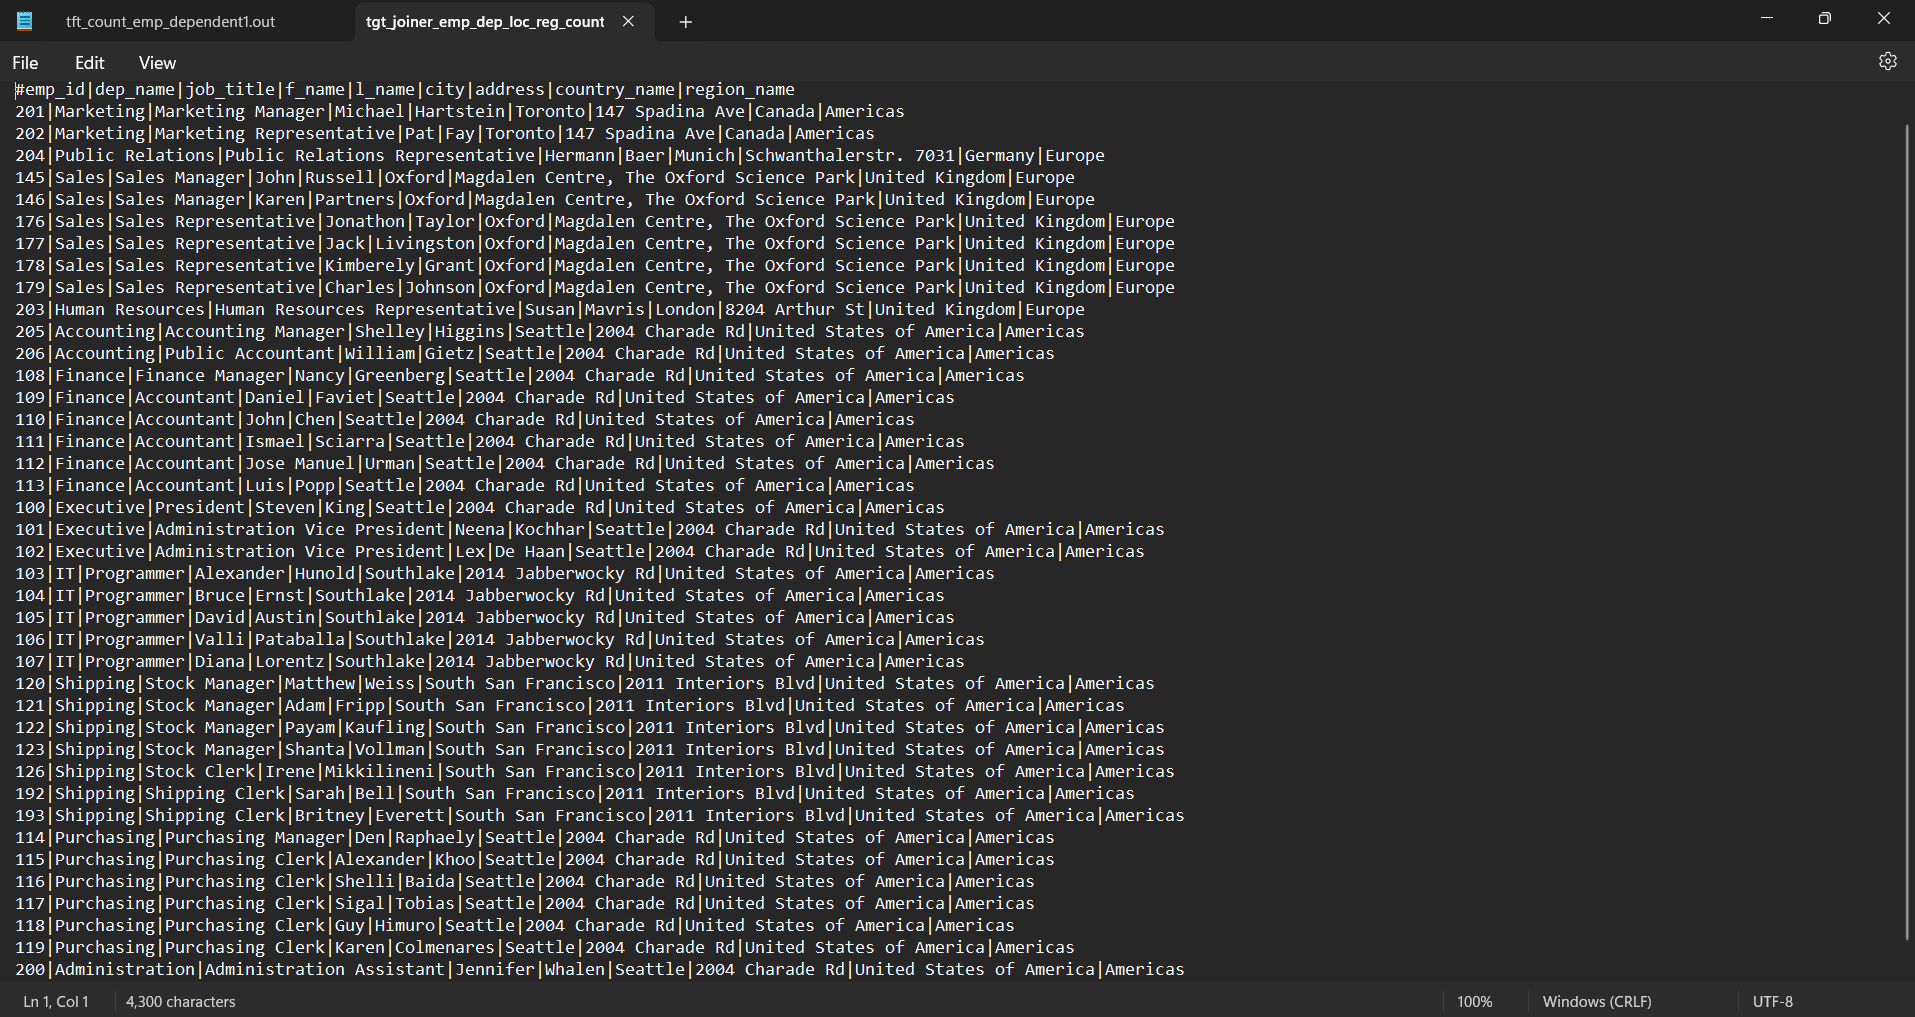 tft_count_emp_dependent1.out
tgt_joiner_emp_dep_loc_reg_count
File Edit View
#emp_id|dep_name|job_title|f_name|l_name|city|address|country_name|region_name
201|Marketing|Marketing Manager|Michael|Hartstein|Toronto|147 Spadina Ave|Canada|Americas
202|Marketing|Marketing Representative|Pat|Fay|Toronto|147 Spadina Ave|Canada|Americas
204|Public Relations|Public Relations Representative|Hermann|Baer|Munich|Schwanthalerstr. 7031|Germany|Europe
145|Sales|Sales Manager|John|Russell|Oxford|Magdalen Centre, The Oxford Science Park|United Kingdom|Europe
146|Sales|Sales Manager|Karen|Partners|Oxford|Magdalen Centre, The Oxford Science Park|United Kingdom|Europe
176|Sales|Sales Representative|Jonathon|Taylor|Oxford|Magdalen Centre, The Oxford Science Park|United Kingdom|Europe
177|Sales|Sales Representative|Jack|Livingston|Oxford|Magdalen Centre, The Oxford Science Park|United Kingdom|Europe
178|Sales|Sales Representative|Kimberely|Grant|Oxford|Magdalen Centre, The Oxford Science Park|United Kingdom|Europe
179|Sales|Sales Representative|Charles|Johnson|Oxford|Magdalen Centre, The Oxford Science Park|United Kingdom|Europe
203|Human Resources|Human Resources Representative|Susan|Mavris|London|8204 Arthur St|United Kingdom|Europe
205|Accounting|Accounting Manager|Shelley|Higgins|Seattle|2004 Charade Rd|United States of America|Americas
206|Accounting|Public Accountant|William|Gietz|Seattle|2004 Charade Rd|United States of America|Americas
108|Finance|Finance Manager|Nancy|Greenberg|Seattle|2004 Charade Rd|United States of America|Americas
109|Finance|Accountant|Daniel|Faviet|Seattle|2004 Charade Rd|United States of America|Americas
110|Finance|Accountant|John|Chen|Seattle|2004 Charade Rd|United States of America|Americas
111|Finance|Accountant|Ismael|Sciarra|Seattle|2004 Charade Rd|United States of America|Americas
112|Finance|Accountant|Jose Manuel|Urman|Seattle|2004 Charade Rd|United States of America|Americas
113|Finance|Accountant|Luis|Popp|Seattle|2004 Charade Rd|United States of America|Americas
100|Executive|President|Steven|King|Seattle|2004 Charade Rd|United States of America|Americas
101|Executive|Administration Vice President|Neena|Kochhar|Seattle|2004 Charade Rd|United States of America|Americas
102|Executive|Administration Vice President|Lex|De Haan|Seattle|2004 Charade Rd|United States of America|Americas
103|IT|Programmer|Alexander|Hunold|Southlake|2014 Jabberwocky Rd|United States of America|Americas
104|IT|Programmer|Bruce|Ernst|Southlake|2014 Jabberwocky Rd|United States of America|Americas
105|IT|Programmer|David|Austin|Southlake|2014 Jabberwocky Rd|United States of America|Americas
106|IT|Programmer|Valli|Pataballa|Southlake|2014 Jabberwocky Rd|United States of America|Americas
107|IT|Programmer|Diana|Lorentz|Southlake|2014 Jabberwocky Rd|United States of America|Americas
120|Shipping|Stock Manager|Matthew|Weiss|South San Francisco|2011 Interiors Blvd|United States of America|Americas
121|Shipping|Stock Manager|Adam|Fripp|South San Francisco|2011 Interiors Blvd|United States of America|Americas
122|Shipping|Stock Manager|Payam|Kaufling|South San Francisco|2011 Interiors Blvd|United States of America|Americas
123|Shipping|Stock Manager|Shanta|Vollman|South San Francisco|2011 Interiors Blvd|United States of America|Americas
126|Shipping|Stock Clerk|Irene|Mikkilineni|South San Francisco|2011 Interiors Blvd|United States of America|Americas
192|Shipping|Shipping Clerk|Sarah|Bell|South San Francisco|2011 Interiors Blvd|United States of America|Americas
193|Shipping|Shipping Clerk|Britney|Everett|South San Francisco|2011 Interiors Blvd|United States of America|Americas
114|Purchasing|Purchasing Manager|Den|Raphaely|Seattle|2004 Charade Rd|United States of America|Americas
115|Purchasing|Purchasing Clerk|Alexander|Khoo|Seattle|2004 Charade Rd|United States of America|Americas
116|Purchasing|Purchasing Clerk|Shelli|Baida|Seattle|2004 Charade Rd|United States of America|Americas
117|Purchasing|Purchasing Clerk|Sigal|Tobias|Seattle|2004 Charade Rd|United States of America|Americas
118|Purchasing|Purchasing Clerk|Guy|Himuro|Seattle|2004 Charade Rd|United States of America|Americas
119|Purchasing|Purchasing Clerk|Karen|Colmenares|Seattle|2004 Charade Rd|United States of America|Americas
200|Administration|Administration Assistant|Jennifer|Whalen|Seattle|2004 Charade Rd|United States of America|Americas
Ln 1, Col 1 4,300 characters 100% Windows (CRLF) UTF-8